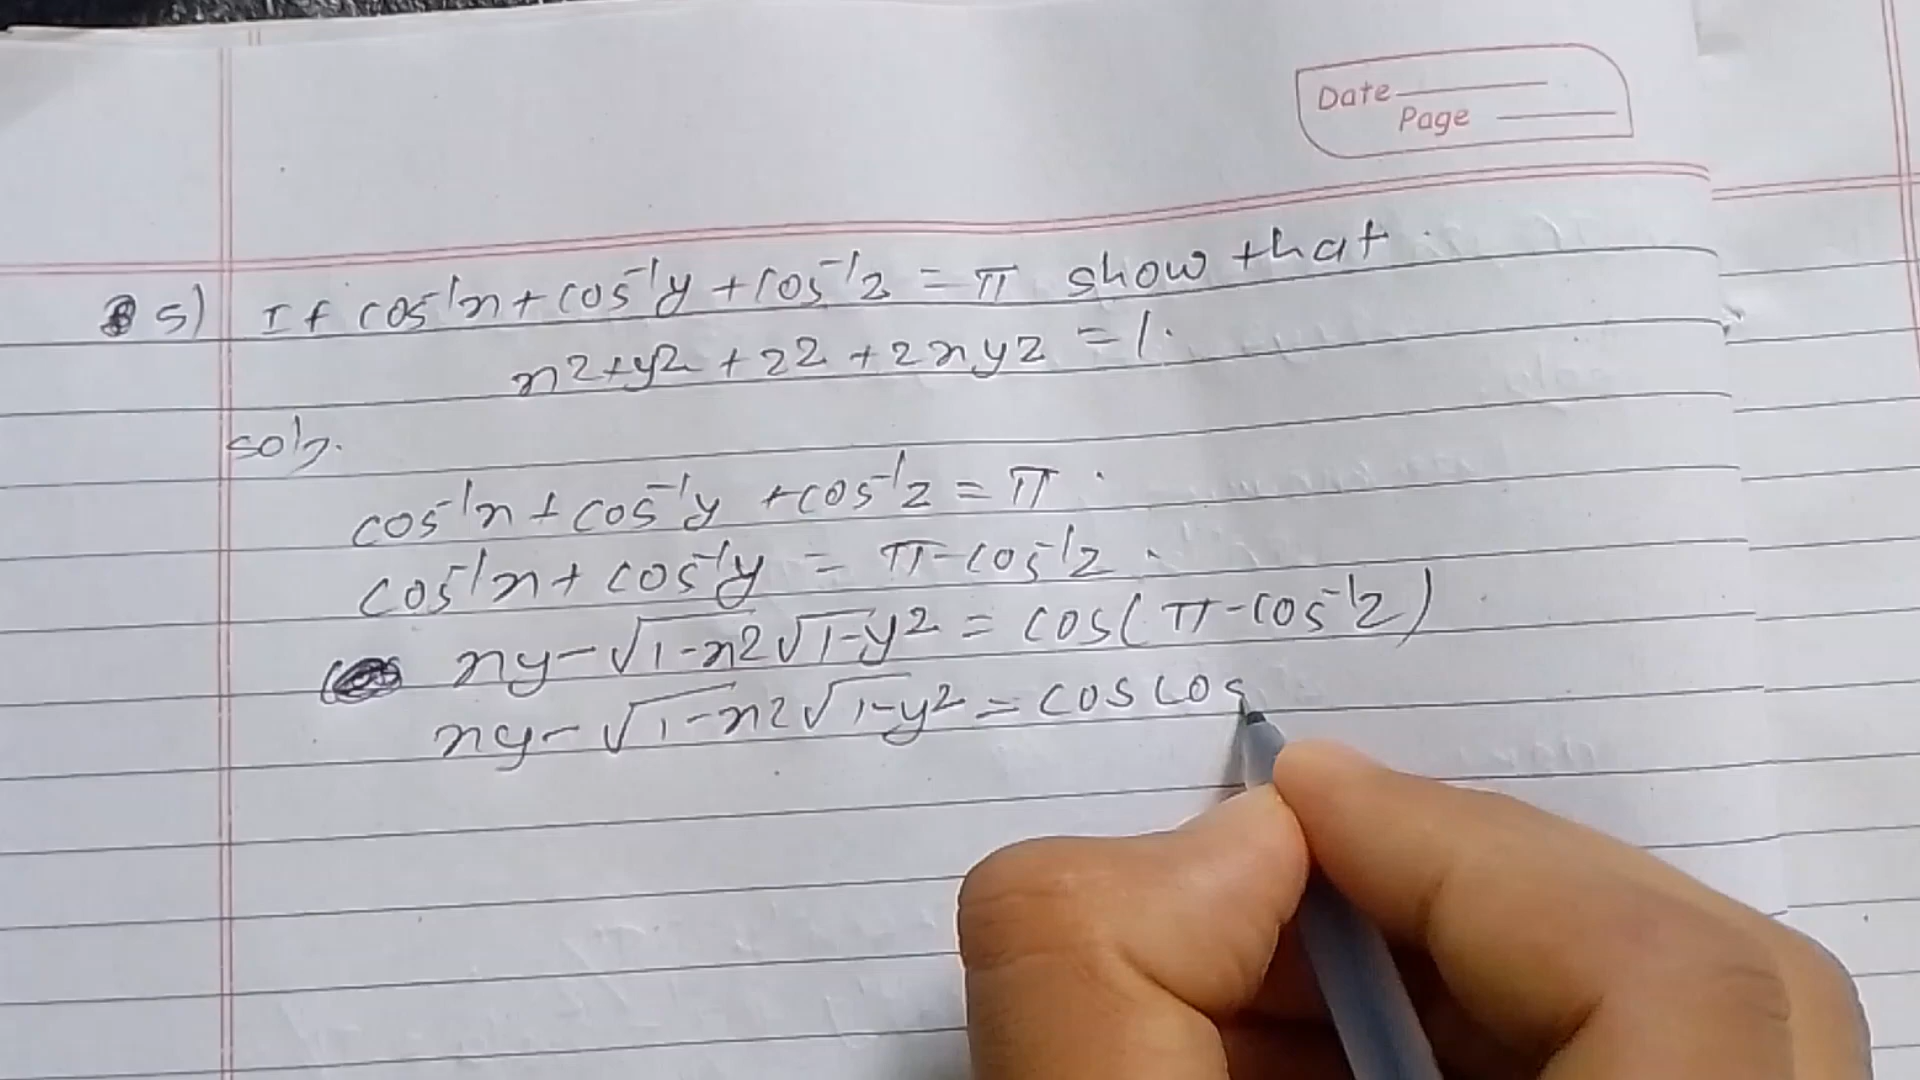 Date
Page
5) If cos⁻¹x + cos⁻¹y + cos⁻¹z = π show that
x2 + y2 + z2 + 2xyz = 1.
soln.
cos⁻¹x + cos⁻¹y + cos⁻¹z = π.
cos⁻¹x + cos⁻¹y = π - cos⁻¹z.
xy - √1-x2 √1-y2 = cos(π - cos⁻¹z)
xy - √1-x2 √1-y2 = cos cos